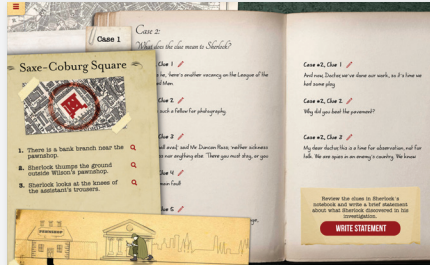 Case 1
Saxe-Coburg Square
1. There is a bank branch near the
pawnshop.
2. Sherlock thumps the ground
outside Wilson's pawnshop.
3. Sherlock looks at the knees of
the assistant's trousers.
PAWNSHOP
Case 2:
What does the clue mean to Sherlock?
Clue 1
he, here's another vacancy on the League of the
Men.
Clue 2
such a fellow for photography
Clue 3
said Mr Duncan Ross; 'neither sickness
nor anything else. There you must stay, or you
Clue 4
Clue 5
Case #2, Clue 1
And now, Doctor, we've done our work, so it's time we
had some play
Case #2, Clue 2
Why did you beat the pavement?
Case #2, Clue 3
My dear doctor, this is a time for observation, not for
talk. We are spies in an enemy's country. We know
Review the clues in Sherlock's
notebook and write a brief statement
about what Sherlock discovered in his
investigation.
WRITE STATEMENT